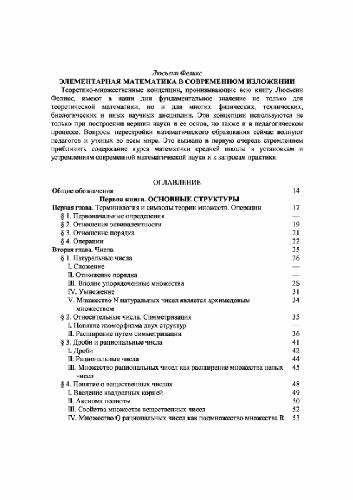 Люсьен Феликс
ЭЛЕМЕНТАРНАЯ МАТЕМАТИКА В СОВРЕМЕННОМ ИЗЛОЖЕНИИ
Теоретико-множественные концепции, пронизывающие всю книгу Люсьен
Феликс, имеют в наши дни фундаментальное значение не только для
теоретической математики, но и для многих физических, технических,
биологических и иных научных дисциплин. Эти концепции используются не
только при построении вершин науки и ее основ, но также и в педагогическом
процессе. Вопросы перестройки математического образования сейчас волнуют
педагогов и ученых во всем мире. Это вызвано в первую очередь стремлением
приблизить содержание курса математики средней школы к установкам и
устремлениям современной математической науки и к запросам практики.
ОГЛАВЛЕНИЕ
Общие обозначения 14
Первая книга. ОСНОВНЫЕ СТРУКТУРЫ
Первая глава. Терминология и символы теории множеств. Операции 17
§ 1. Первоначальные определения —
§ 2. Отношения эквивалентности 19
§ 3. Отношение порядка 21
§ 4. Операции 22
Вторая глава. Числа 25
§ 1. Натуральные числа 26
I. Сложение —
II. Отношение порядка —
III. Вполне упорядоченные множества 28
IV. Умножение 31
V. Множество N натуральных чисел является архимедовым 34
множеством
§ 2. Относительные числа. Симметризация 35
I. Понятие изоморфизма двух структур —
II. Расширение путем симметризации 36
§ 3. Дроби и рациональные числа 41
I. Дроби 42
II. Рациональные числа 44
III. Множество рациональных чисел как расширение множества целых 45
чисел
§ 4. Понятие о вещественных числах 48
I. Введение квадратных корней 49
II. Аксиома полноты 50
III. Свойства множества вещественных чисел 52
IV. Множество Q рациональных чисел как подмножество множества R 53